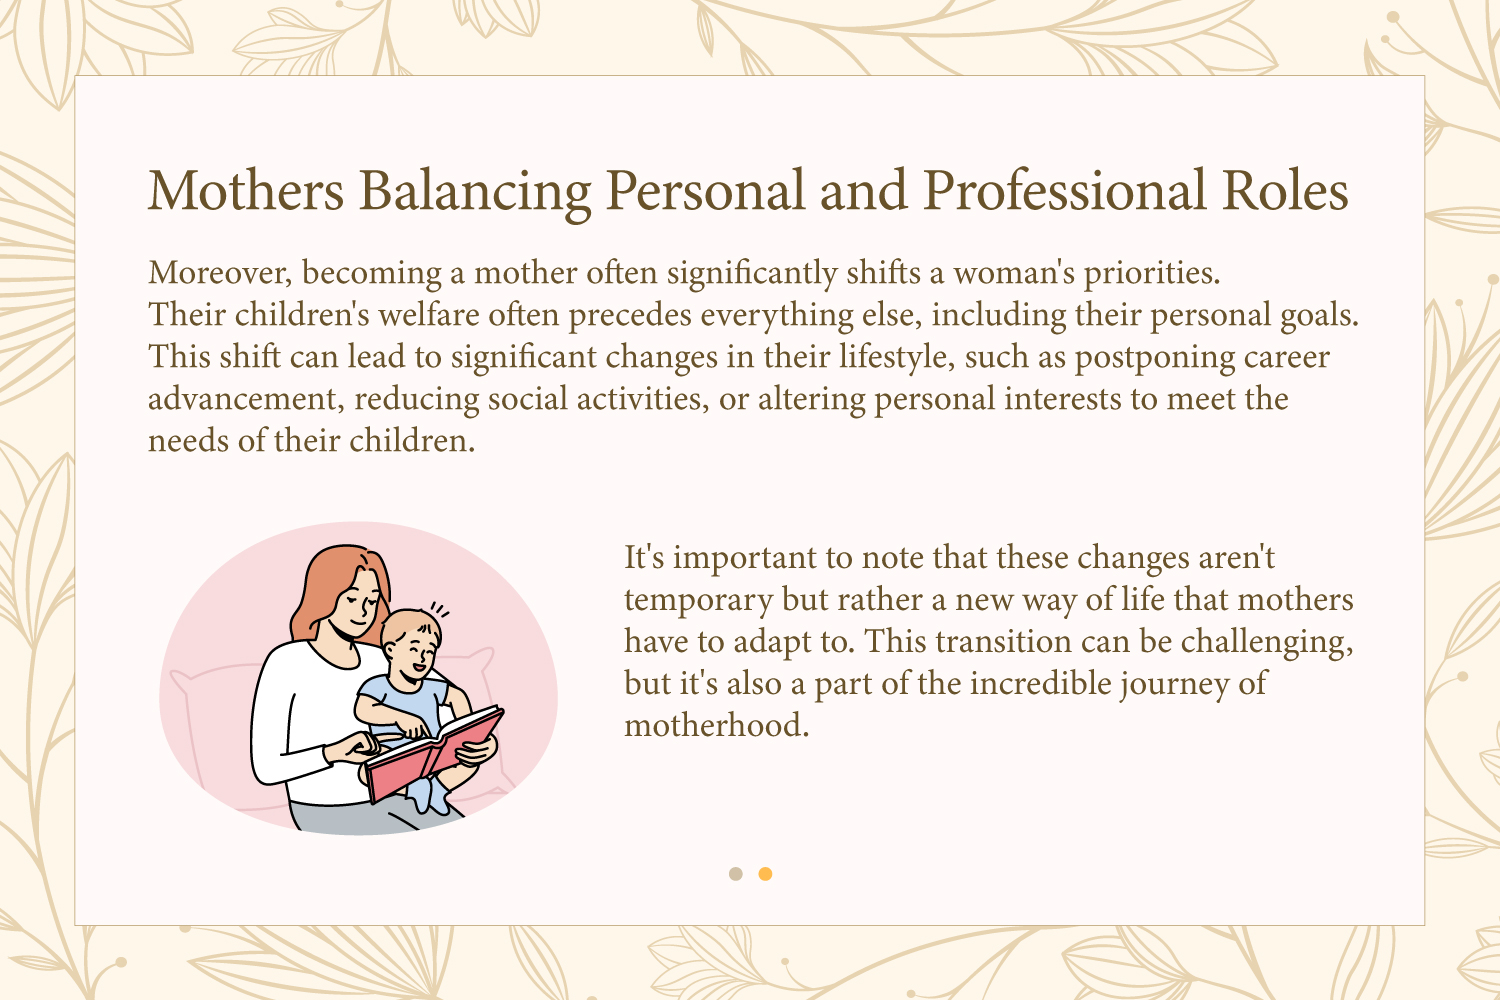 Mothers Balancing Personal and Professional Roles
Moreover, becoming a mother often significantly shifts a woman's priorities.
Their children's welfare often precedes everything else, including their personal goals.
This shift can lead to significant changes in their lifestyle, such as postponing career
advancement, reducing social activities, or altering personal interests to meet the
needs of their children.
It's important to note that these changes aren't
temporary but rather a new way of life that mothers
have to adapt to. This transition can be challenging,
but it's also a part of the incredible journey of
motherhood.